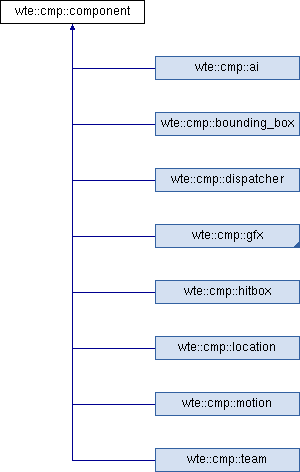 wte::cmp::component
wte::cmp::ai
wte::cmp::bounding_box
wte::cmp::dispatcher
wte::cmp::gfx
wte::cmp::hitbox
wte::cmp::location
wte::cmp::motion
wte::cmp::team